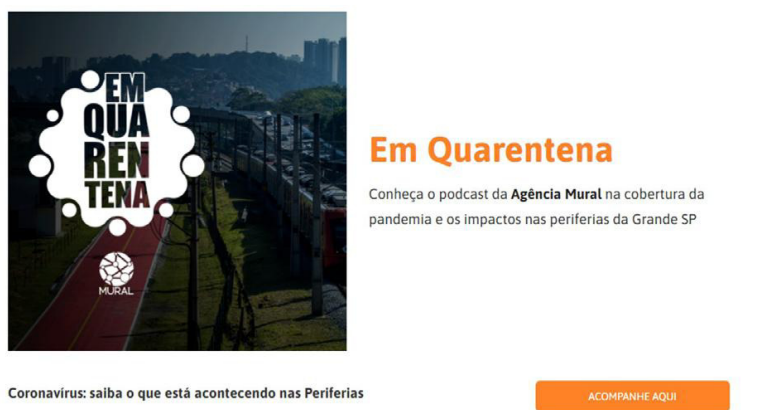 EM
QUA
REN
TENA
MURAL
Em Quarentena
Conheça o podcast da Agência Mural na cobertura da
pandemia e os impactos nas periferias da Grande SP
Coronavírus: saiba o que está acontecendo nas Periferias
ACOMPANHE AQUI